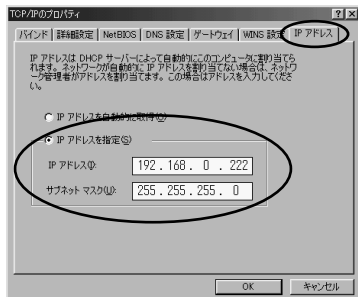 TCP/IPのプロパティ
バインド 詳細設定 NetBIOS DNS 設定 ゲートウェイ WINS 設定 IP アドレス
IP アドレスは DHCP サーバーによって自動的にこのコンピュータに割り当てら
れます。ネットワークが自動的に IP アドレスを割り当てない場合は、ネットワ
ーク管理者がアドレスを割り当てます。この場合はアドレスを入力してくださ
い。
IP アドレスを自動的に取得(O)
IP アドレスを指定(S)
IP アドレス(I): 192.168.0.222
サブネット マスク(U): 255.255.255.0
OK キャンセル